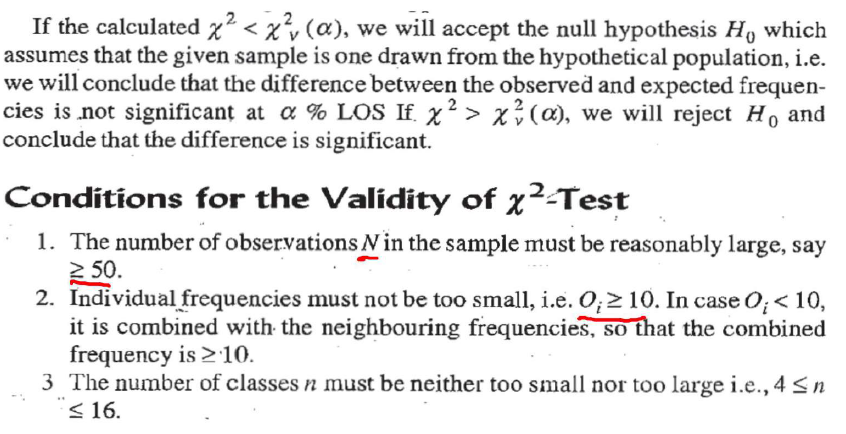 If the calculated χ² < χ²ᵥ (α), we will accept the null hypothesis H₀ which
assumes that the given sample is one drawn from the hypothetical population, i.e.
we will conclude that the difference between the observed and expected frequen-
cies is not significant at α % LOS If. χ² > χ²ᵥ (α), we will reject H₀ and
conclude that the difference is significant.
Conditions for the Validity of χ²-Test
1. The number of observations N in the sample must be reasonably large, say
≥ 50.
2. Individual frequencies must not be too small, i.e. Oᵢ ≥ 10. In case Oᵢ < 10,
it is combined with the neighbouring frequencies, so that the combined
frequency is ≥ 10.
3 The number of classes n must be neither too small nor too large i.e., 4 ≤ n
≤ 16.